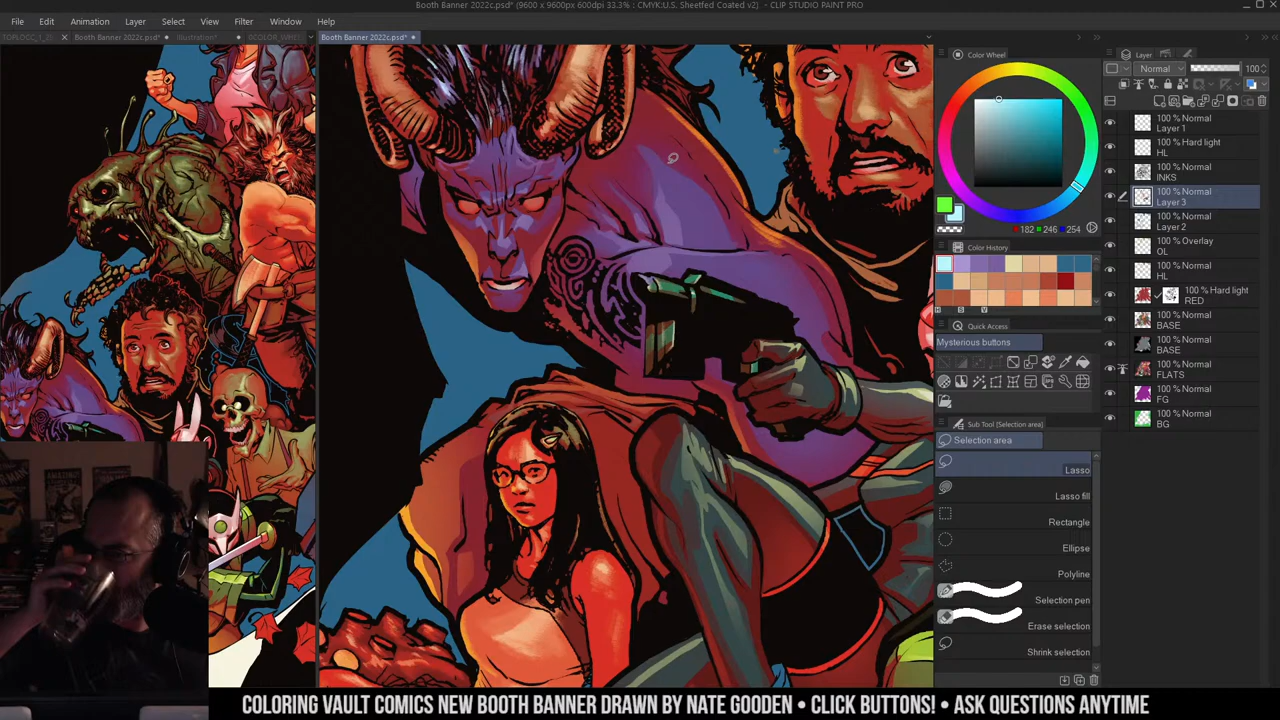 Booth Banner 2022c.psd* (9600 x 9600px 600dpi 33.3% : CMYK:U.S. Sheetfed Coated v2) - CLIP STUDIO PAINT PRO
File Edit Animation Layer Select View Filter Window Help
Booth Banner 2022c.psd* Illustration* Booth Banner 2022c.psd*
Color Wheel
182 246 254
Color History
H S V
Quick Access
Mysterious buttons
Sub Tool [Selection area]
Selection area
Lasso
Lasso fill
Rectangle
Ellipse
Polyline
Selection pen
Erase selection
Shrink selection
Layer
Normal 100
100 % Normal
Layer 1
100 % Hard light
HL
100 % Normal
INKS
100 % Normal
Layer 3
100 % Normal
Layer 2
100 % Overlay
OL
100 % Normal
HL
100 % Hard light
RED
100 % Normal
BASE
100 % Normal
BASE
100 % Normal
FLATS
100 % Normal
FG
100 % Normal
BG
COLORING VAULT COMICS NEW BOOTH BANNER DRAWN BY NATE GOODEN • CLICK BUTTONS! • ASK QUESTIONS ANYTIME